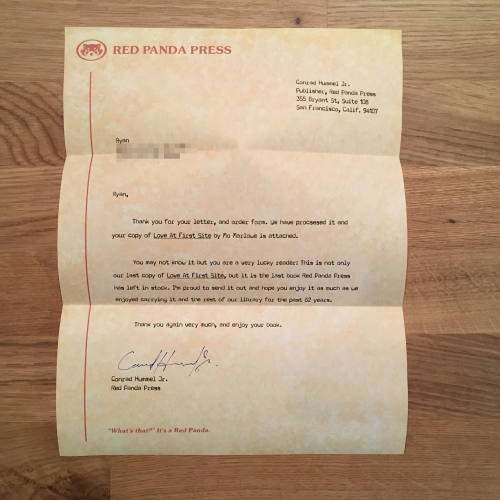 RED PANDA PRESS
Conrad Hummel Jr.
Publisher, Red Panda Press
355 Bryant St, Suite 108
San Francisco, Calif. 94107
Ryan
Ryan,
Thank you for your letter, and order form. We have procsesed it and
your copy of Love At First Site by Mo Marlowe is attached.
You may not know it but you are a very lucky reader! This is not only
our last copy of Love At First Site, but it is the last book Red Panda Press
has left in stock. I'm proud to send it out and hope you enjoy it as much as we
enjoyed carrying it and the rest of our library for the past 62 years.
Thank you again very much, and enjoy your book.
Conrad Hummel Jr.
Conrad Hummel Jr.
Red Panda Press
"What's that?" It's a Red Panda.